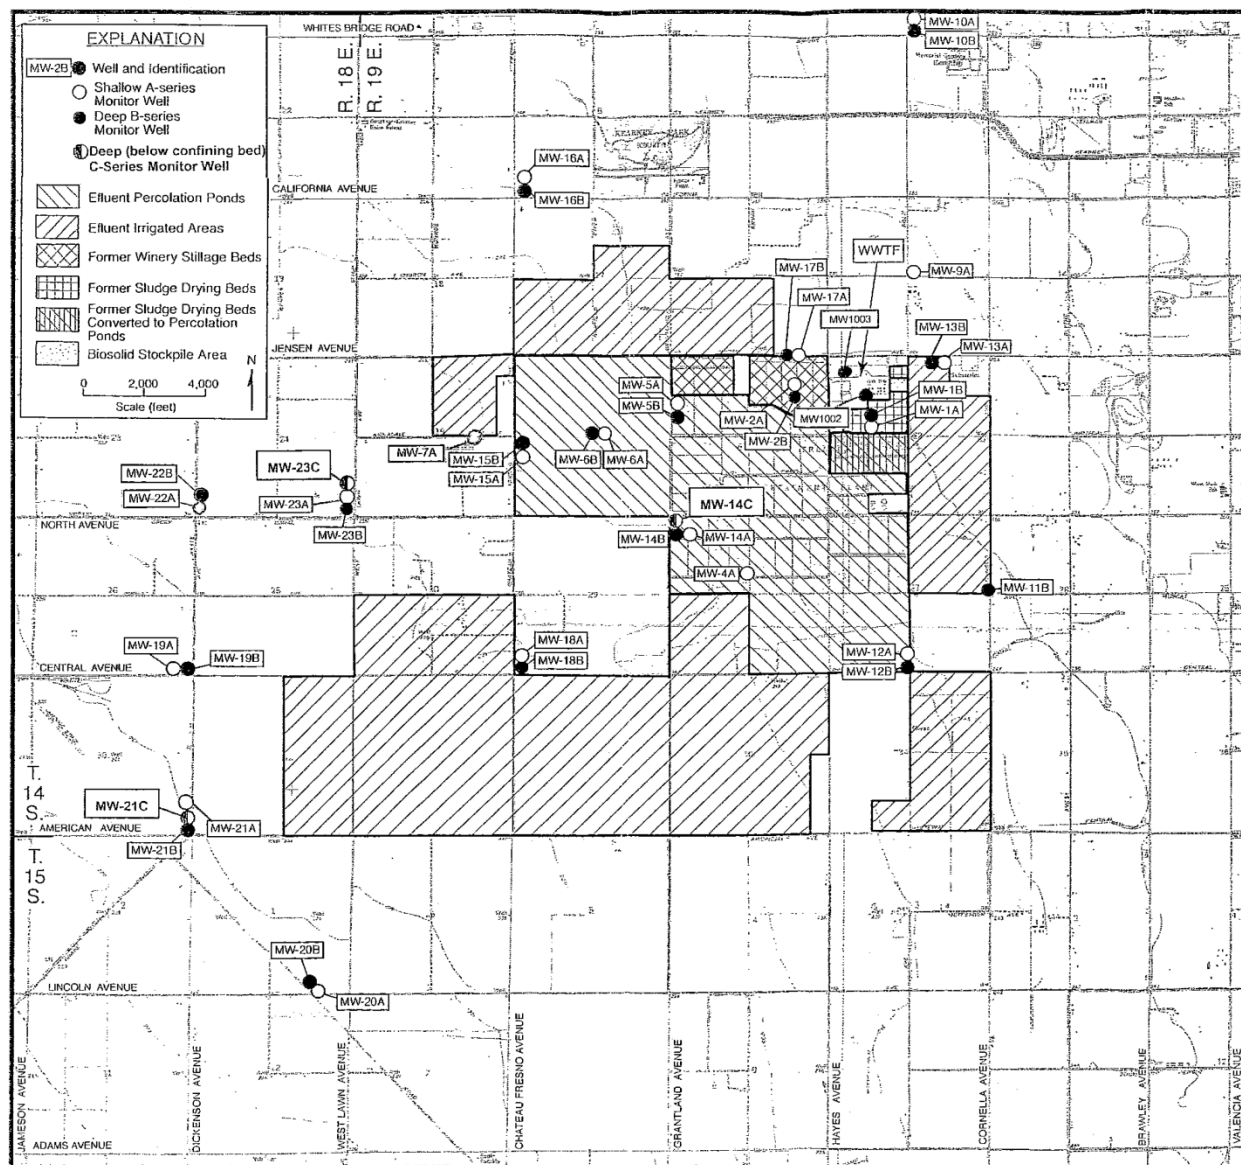 EXPLANATION
MW-2B
Well and Identification
Shallow A-series
Monitor Well
Deep B-series
Monitor Well
Deep (below confining bed)
C-Series Monitor Well
Effluent Percolation Ponds
Effluent Irrigated Areas
Former Winery Stillage Beds
Former Sludge Drying Beds
Former Sludge Drying Beds
Converted to Percolation
Ponds
Biosolid Stockpile Area
N
0 2,000 4,000
Scale (feet)
WHITES BRIDGE ROAD
R. 18 E.
R. 19 E.
MW-10A
MW-10B
KEARNEY PARK
MW-16A
CALIFORNIA AVENUE
MW-16B
WWTF
MW-17B
MW-9A
MW-17A
MW1003
MW-13B
JENSEN AVENUE
MW-13A
MW-5A
MW-1B
MW-5B
MW-1A
MW-2A
MW1002
MW-2B
MW-7A
MW-15B
MW-6B
MW-6A
MW-15A
MW-23C
MW-22B
MW-22A
MW-23A
MW-14C
NORTH AVENUE
MW-23B
MW-14B
MW-14A
MW-4A
MW-11B
MW-19A
MW-19B
MW-18A
MW-12A
CENTRAL AVENUE
MW-18B
MW-12B
T.
14
S.
MW-21C
AMERICAN AVENUE
MW-21A
MW-21B
T.
15
S.
MW-20B
LINCOLN AVENUE
MW-20A
JAMESON AVENUE
DICKENSON AVENUE
WEST LAWN AVENUE
CHATEAU FRESNO AVENUE
GRANTLAND AVENUE
HAYES AVENUE
CORNELLA AVENUE
BRAWLEY AVENUE
VALENCIA AVENUE
ADAMS AVENUE